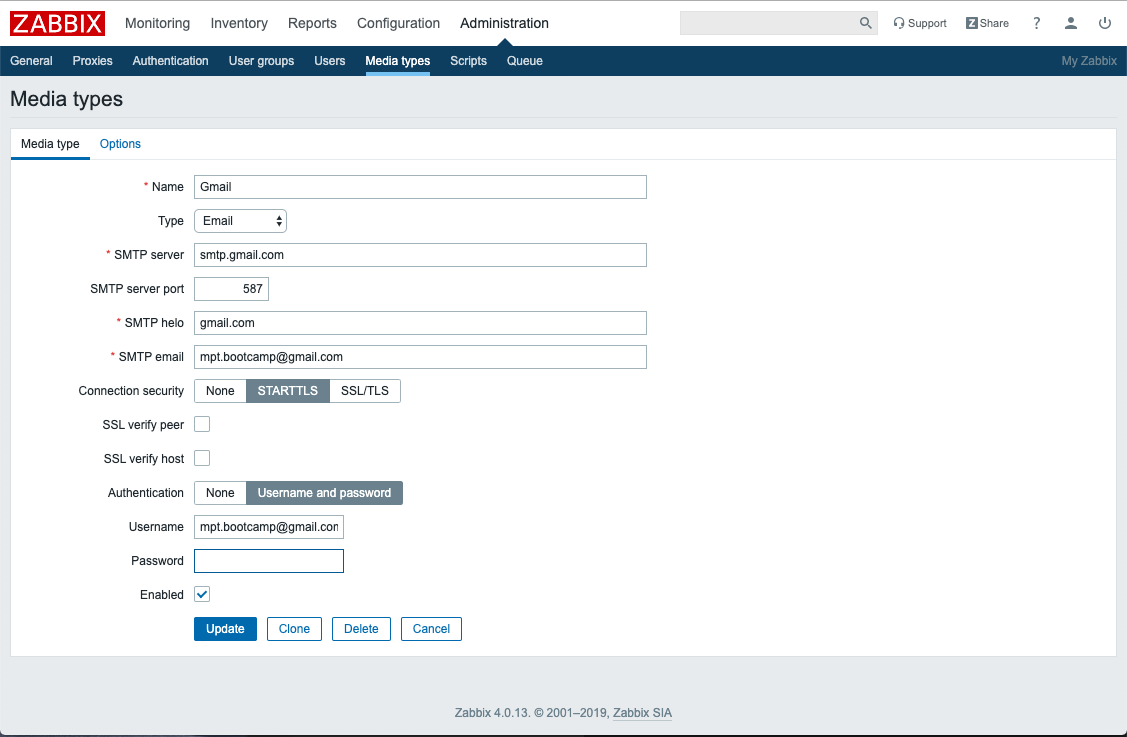 ZABBIX Monitoring Inventory Reports Configuration Administration Support Z Share ?
General Proxies Authentication User groups Users Media types Scripts Queue My Zabbix
Media types
Media type Options
* Name Gmail
Type Email
* SMTP server smtp.gmail.com
SMTP server port 587
* SMTP helo gmail.com
* SMTP email mpt.bootcamp@gmail.com
Connection security None STARTTLS SSL/TLS
SSL verify peer
SSL verify host
Authentication None Username and password
Username mpt.bootcamp@gmail.con
Password
Enabled
Update Clone Delete Cancel
Zabbix 4.0.13. © 2001–2019, Zabbix SIA